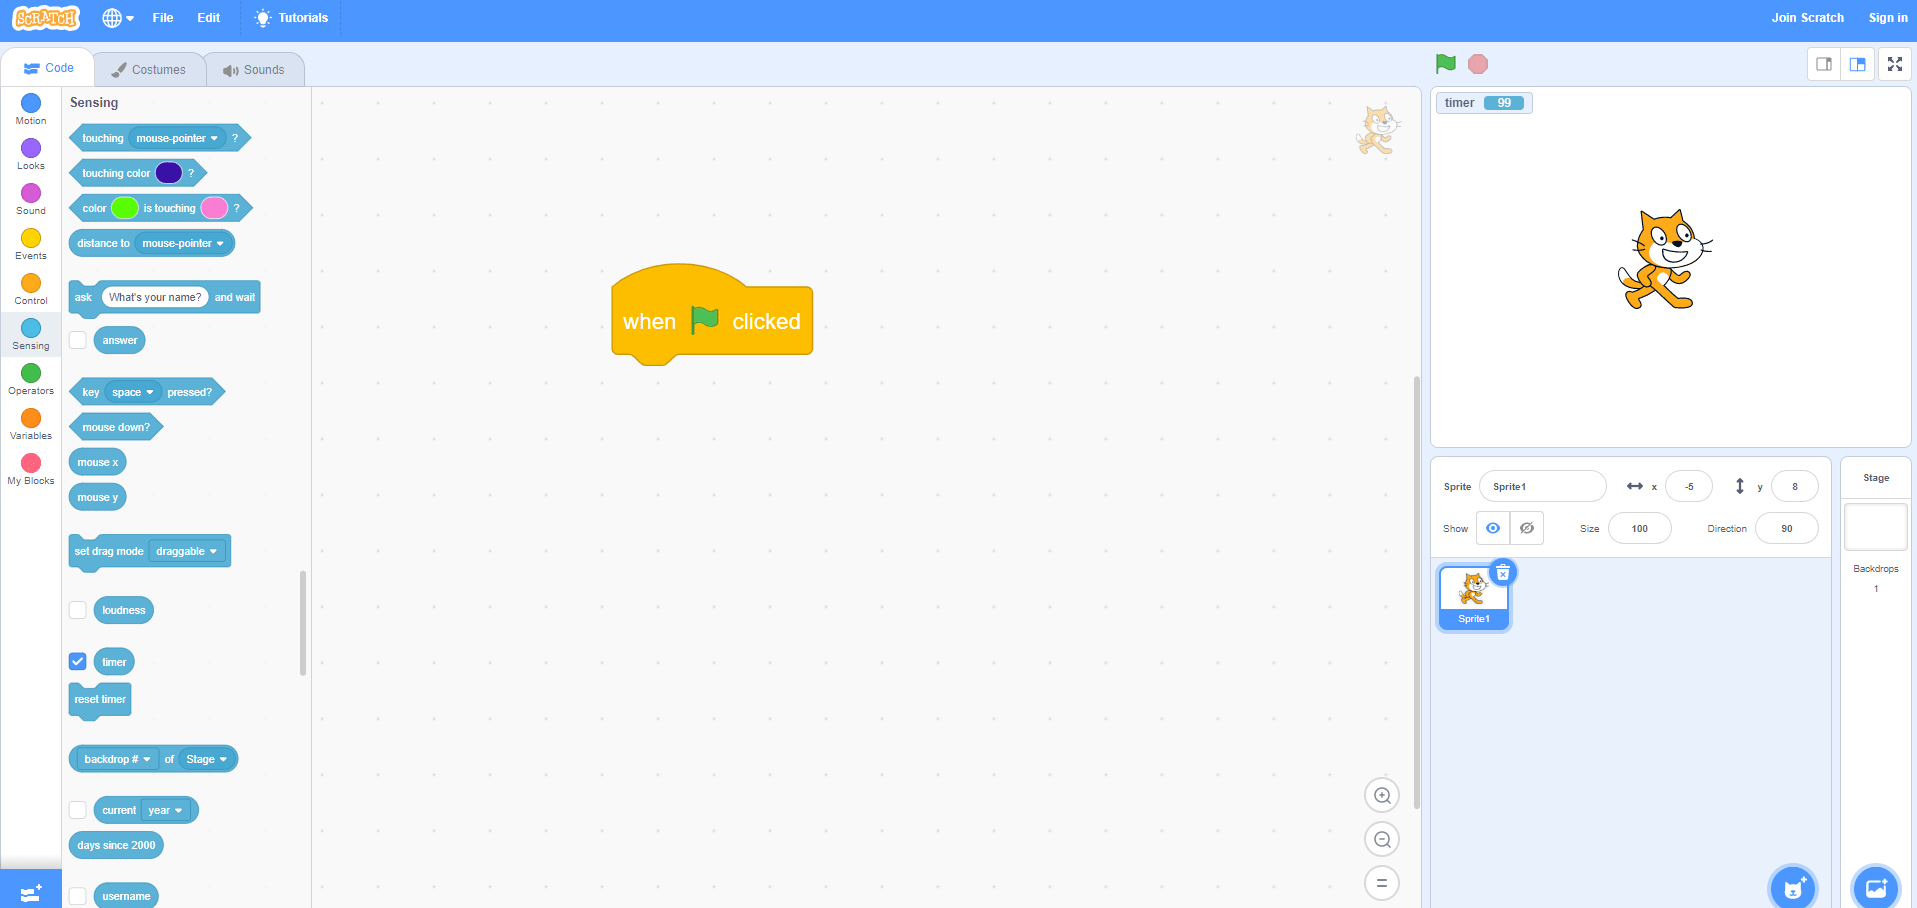 SCRATCH File Edit Tutorials Join Scratch Sign in
Code Costumes Sounds
Motion
Looks
Sound
Events
Control
Sensing
Operators
Variables
My Blocks
Sensing
touching mouse-pointer ?
touching color ?
color is touching ?
distance to mouse-pointer
ask What's your name? and wait
answer
key space pressed?
mouse down?
mouse x
mouse y
set drag mode draggable
loudness
timer
reset timer
backdrop # of Stage
current year
days since 2000
username
when clicked
timer 99
Sprite Sprite1 x -5 y 8
Show Size 100 Direction 90
Sprite1
Stage
Backdrops
1